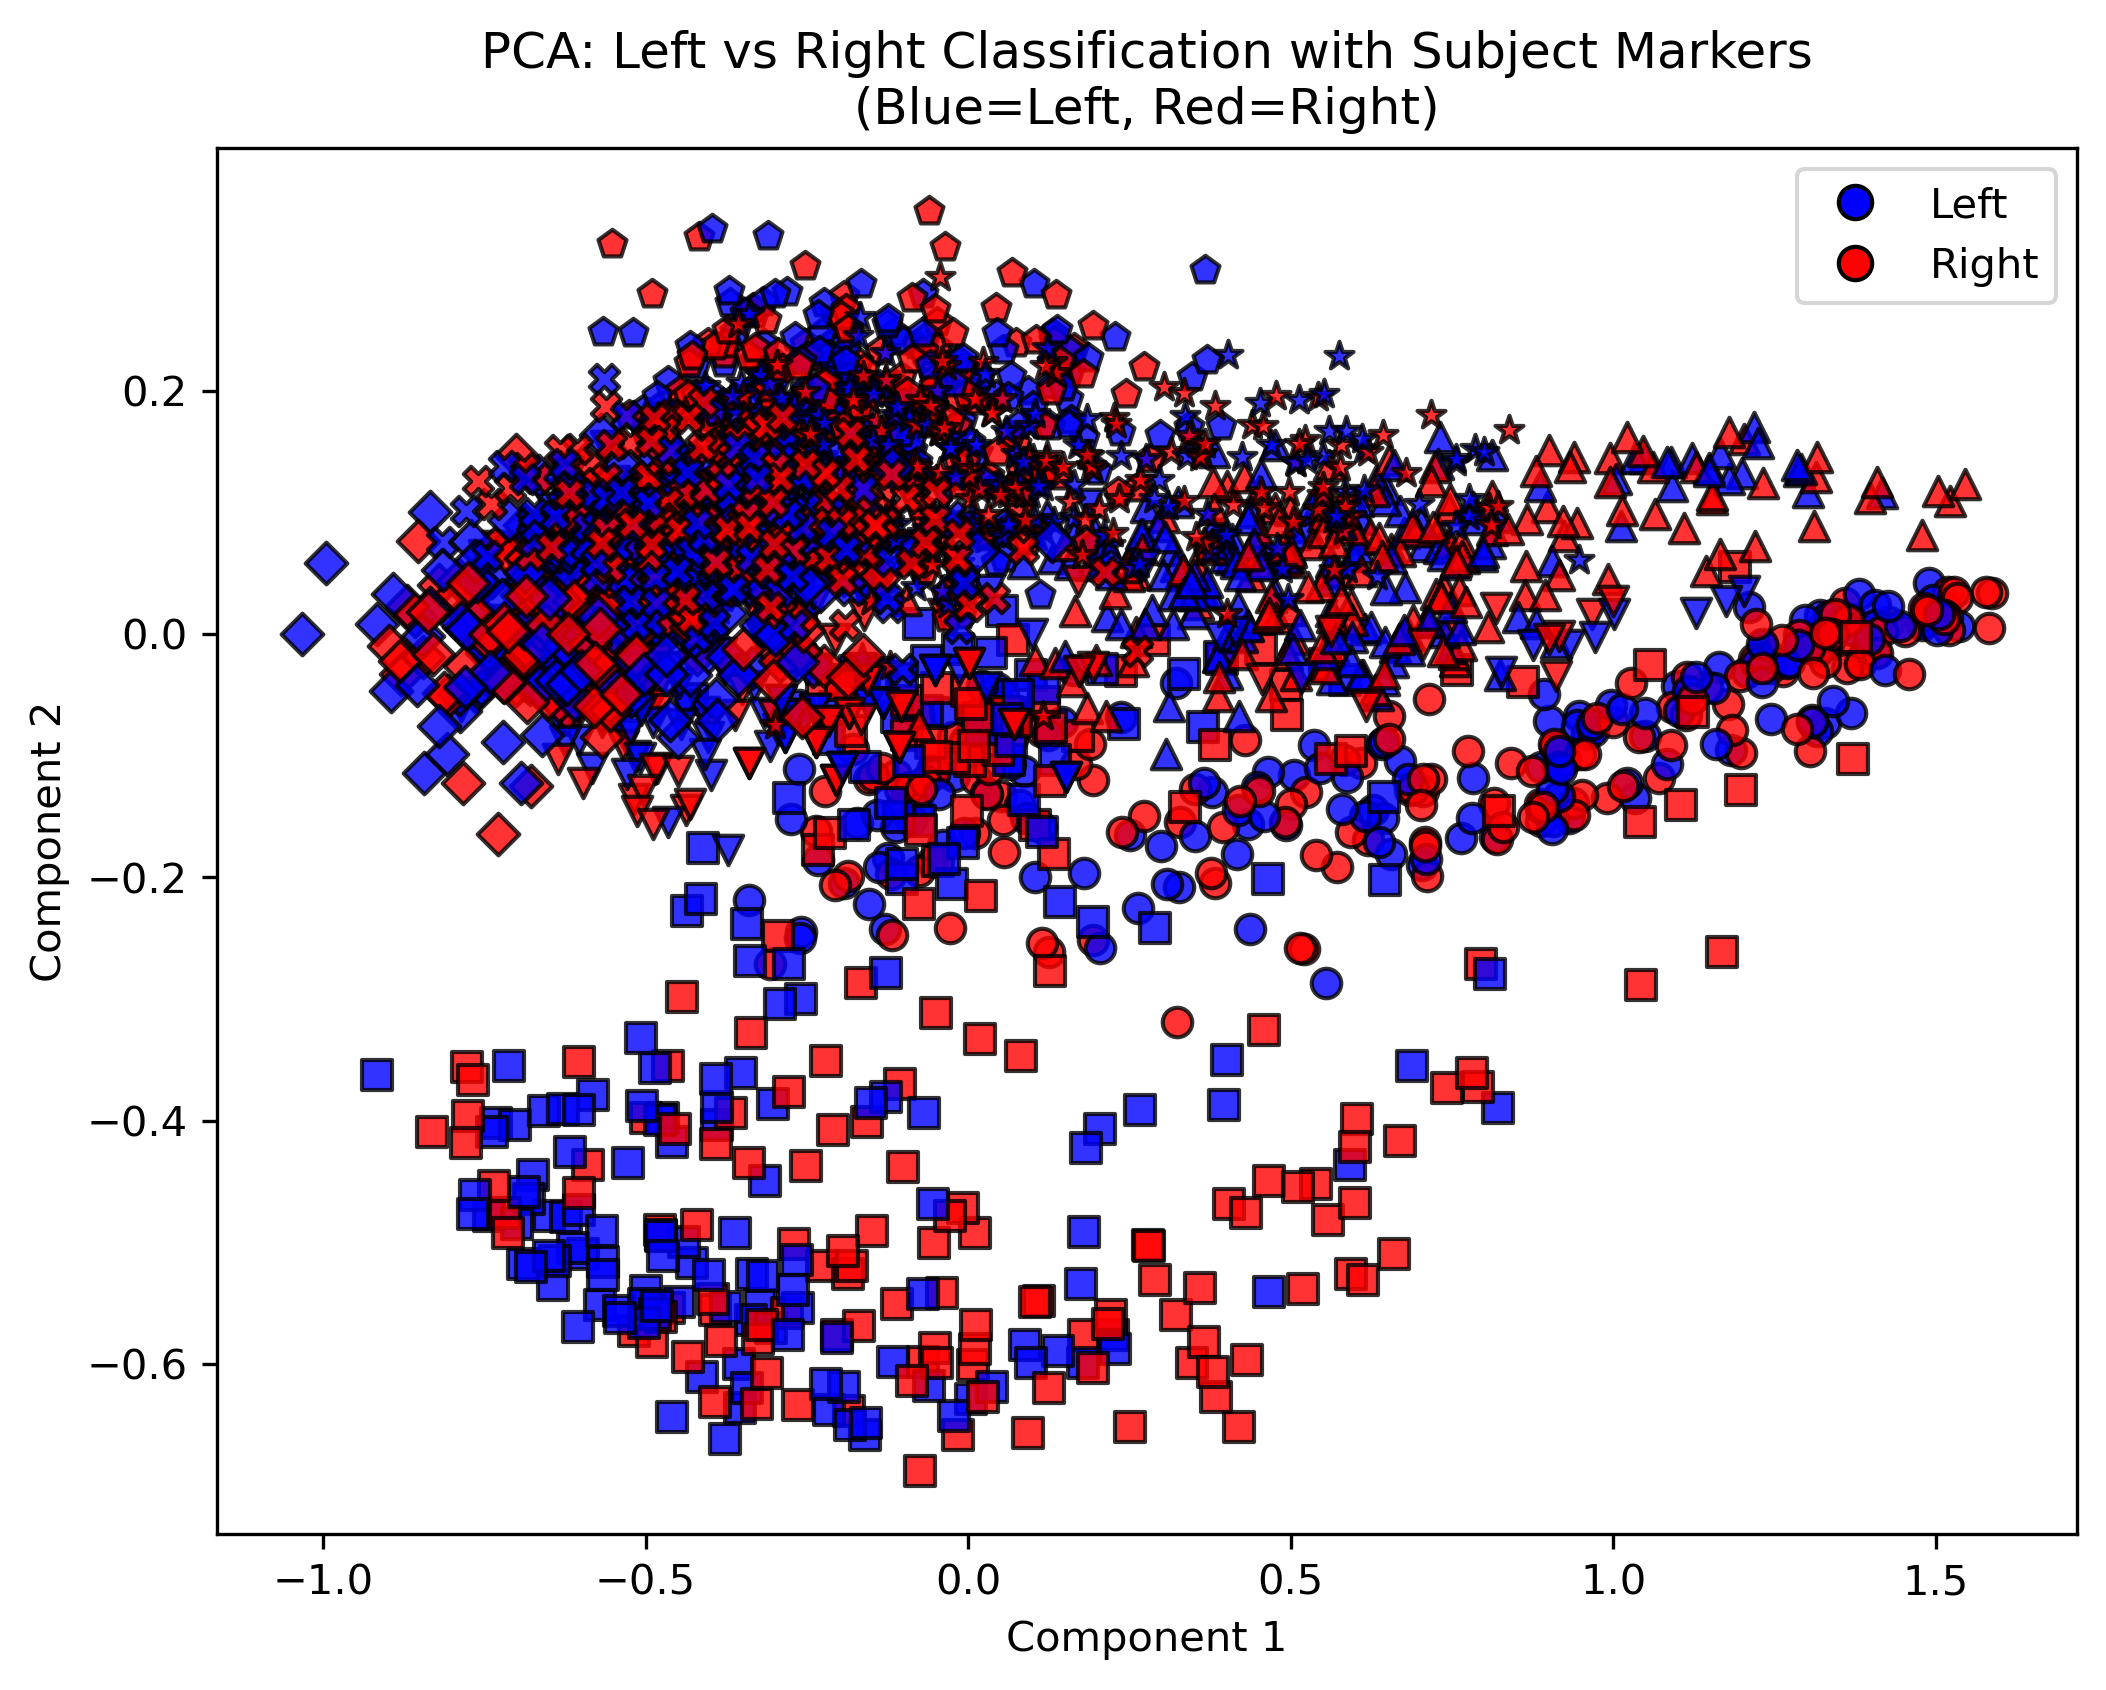 PCA: Left vs Right Classification with Subject Markers
(Blue=Left, Red=Right)
Left
Right
Component 2
0.2
0.0
−0.2
−0.4
−0.6
−1.0
−0.5
0.0
0.5
1.0
1.5
Component 1